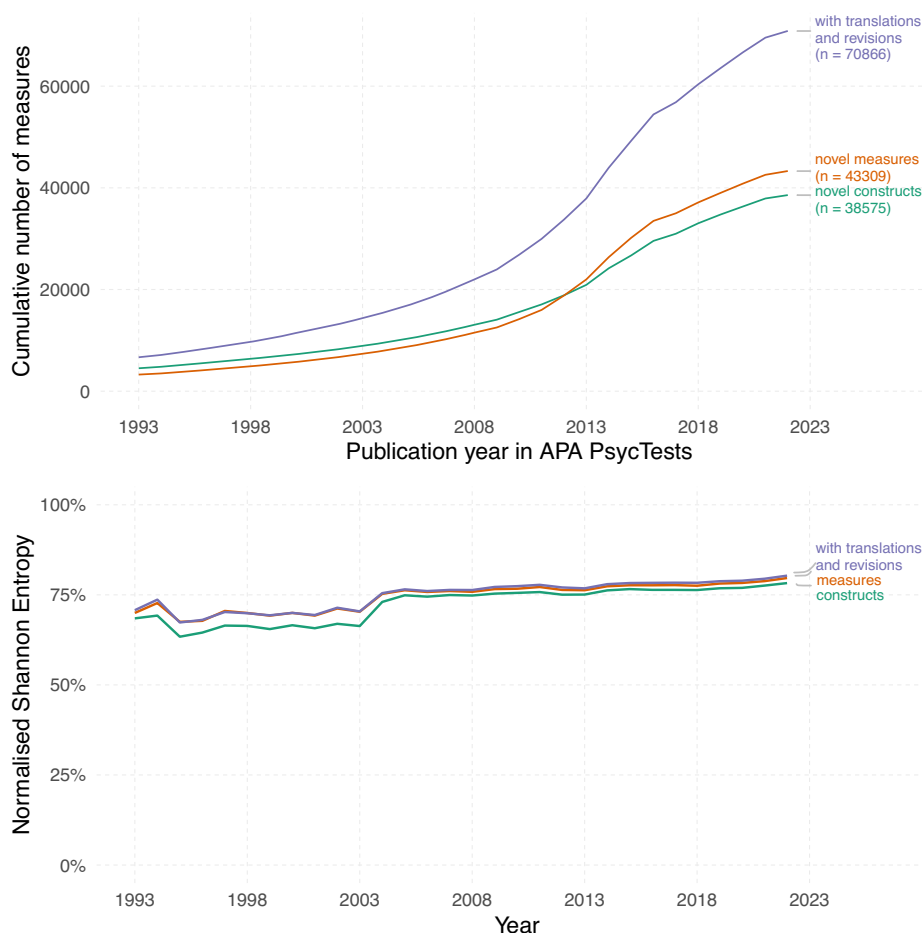 Cumulative number of measures
60000
40000
20000
0
with translations
and revisions
(n = 70866)
novel measures
(n = 43309)
novel constructs
(n = 38575)
1993 1998 2003 2008 2013 2018 2023
Publication year in APA PsycTests
Normalised Shannon Entropy
100%
75%
50%
25%
0%
with translations
and revisions
measures
constructs
1993 1998 2003 2008 2013 2018 2023
Year